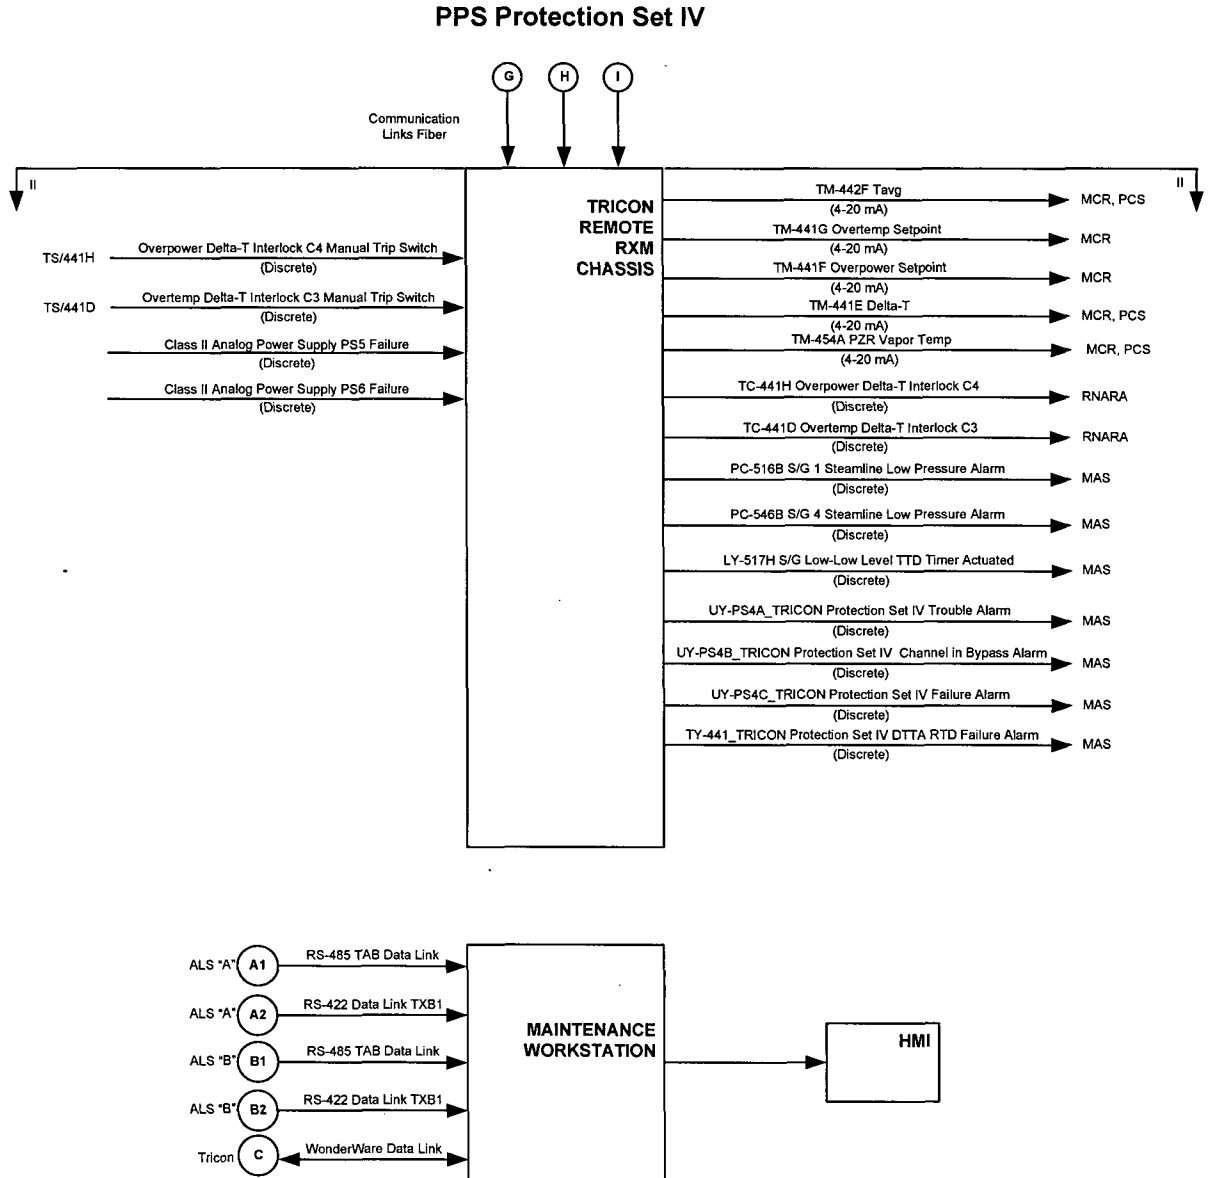 PPS Protection Set IV
G
H
I
Communication
Links Fiber
II
II
TRICON
REMOTE
RXM
CHASSIS
TS/441H
Overpower Delta-T Interlock C4 Manual Trip Switch
(Discrete)
TS/441D
Overtemp Delta-T Interlock C3 Manual Trip Switch
(Discrete)
Class II Analog Power Supply PS5 Failure
(Discrete)
Class II Analog Power Supply PS6 Failure
(Discrete)
TM-442F Tavg
(4-20 mA)
MCR, PCS
TM-441G Overtemp Setpoint
(4-20 mA)
MCR
TM-441F Overpower Setpoint
(4-20 mA)
MCR
TM-441E Delta-T
(4-20 mA)
MCR, PCS
TM-454A PZR Vapor Temp
(4-20 mA)
MCR, PCS
TC-441H Overpower Delta-T Interlock C4
(Discrete)
RNARA
TC-441D Overtemp Delta-T Interlock C3
(Discrete)
RNARA
PC-516B S/G 1 Steamline Low Pressure Alarm
(Discrete)
MAS
PC-546B S/G 4 Steamline Low Pressure Alarm
(Discrete)
MAS
LY-517H S/G Low-Low Level TTD Timer Actuated
(Discrete)
MAS
UY-PS4A_TRICON Protection Set IV Trouble Alarm
(Discrete)
MAS
UY-PS4B_TRICON Protection Set IV Channel in Bypass Alarm
(Discrete)
MAS
UY-PS4C_TRICON Protection Set IV Failure Alarm
(Discrete)
MAS
TY-441_TRICON Protection Set IV DTTA RTD Failure Alarm
(Discrete)
MAS
ALS "A"
A1
RS-485 TAB Data Link
ALS "A"
A2
RS-422 Data Link TXB1
ALS "B"
B1
RS-485 TAB Data Link
ALS "B"
B2
RS-422 Data Link TXB1
Tricon
C
WonderWare Data Link
MAINTENANCE
WORKSTATION
HMI